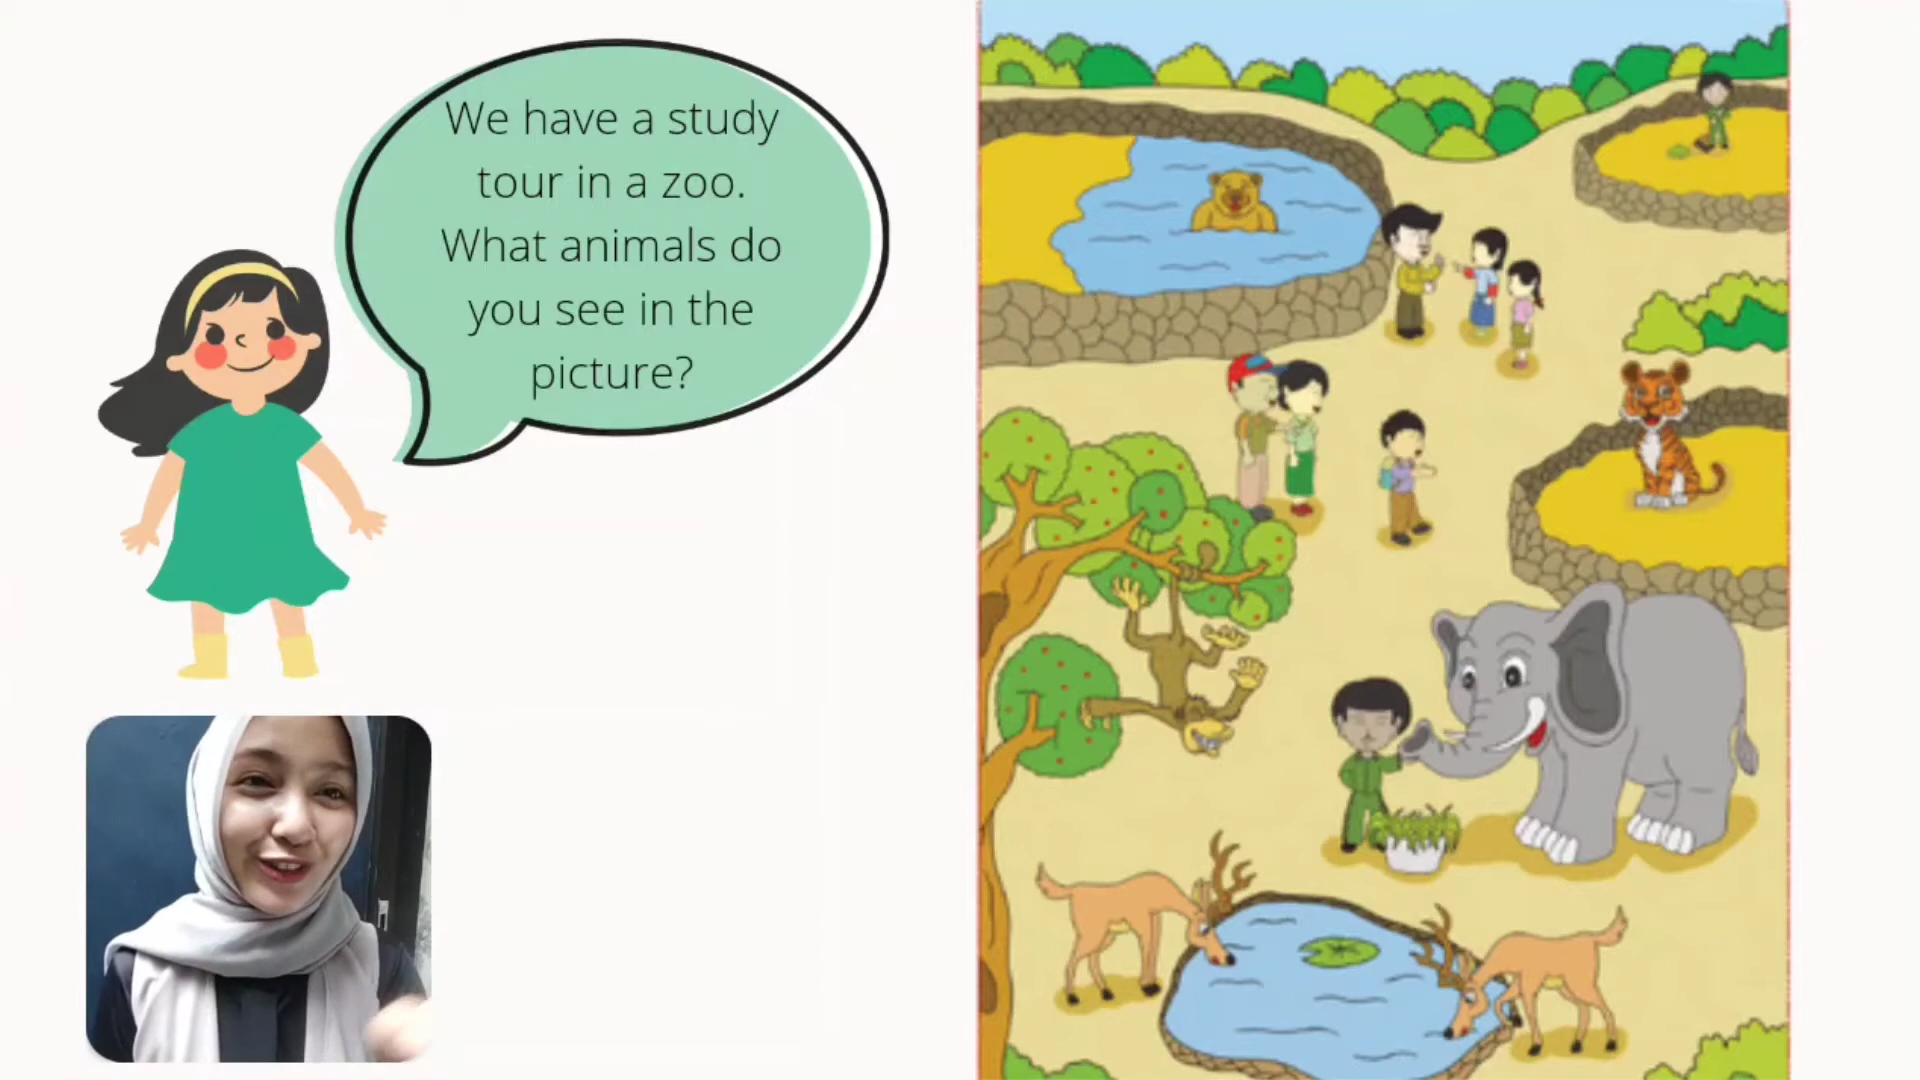 We have a study
tour in a zoo.
What animals do
you see in the
picture?